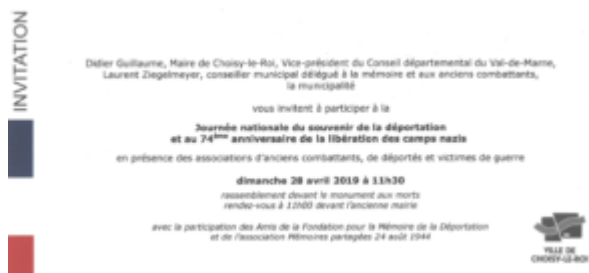 INVITATION
Didier Guillaume, Maire de Choisy-le-Roi, Vice-président du Conseil départemental du Val-de-Marne,
Laurent Ziegelmeyer, conseiller municipal délégué à la mémoire et aux anciens combattants,
la municipalité
vous invitent à participer à la
Journée nationale du souvenir de la déportation
et au 74ème anniversaire de la libération des camps nazis
en présence des associations d'anciens combattants, de déportés et victimes de guerre
dimanche 28 avril 2019 à 11h30
rassemblement devant le monument aux morts
rendez-vous à 11h00 devant l'ancienne mairie
avec la participation des Amis de la Fondation pour la Mémoire de la Déportation
et de l'association Mémoires partagées 24 août 1944
VILLE DE
CHOISY-LE-ROI